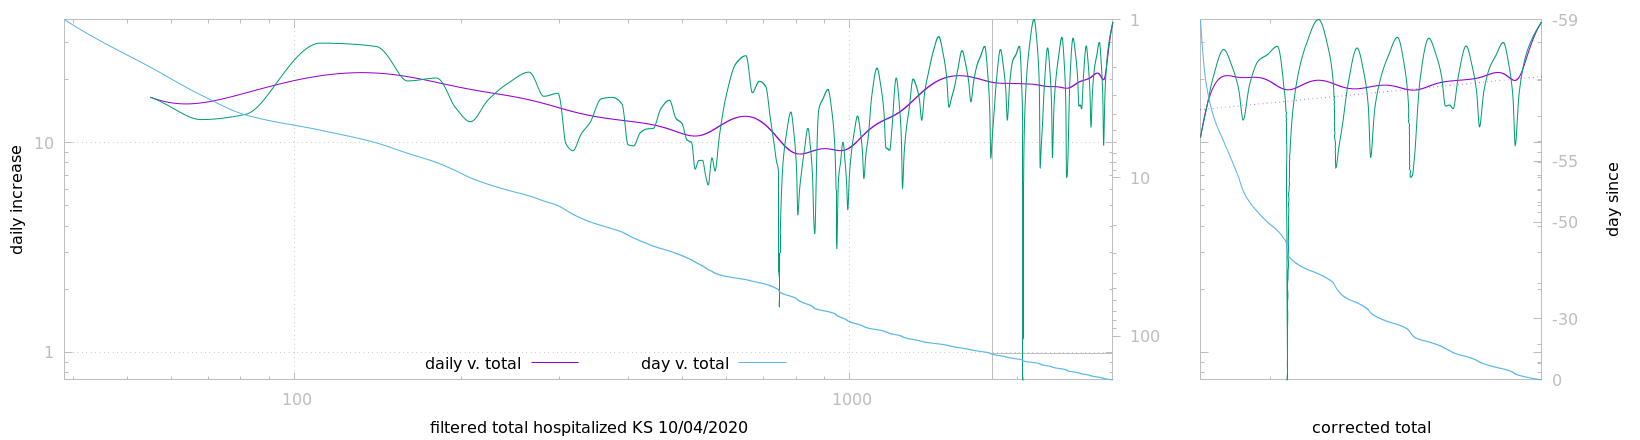 daily increase
10
1
daily v. total
day v. total
100
1000
filtered total hospitalized KS 10/04/2020
1
10
100
-59
-55
-50
-30
0
day since
corrected total